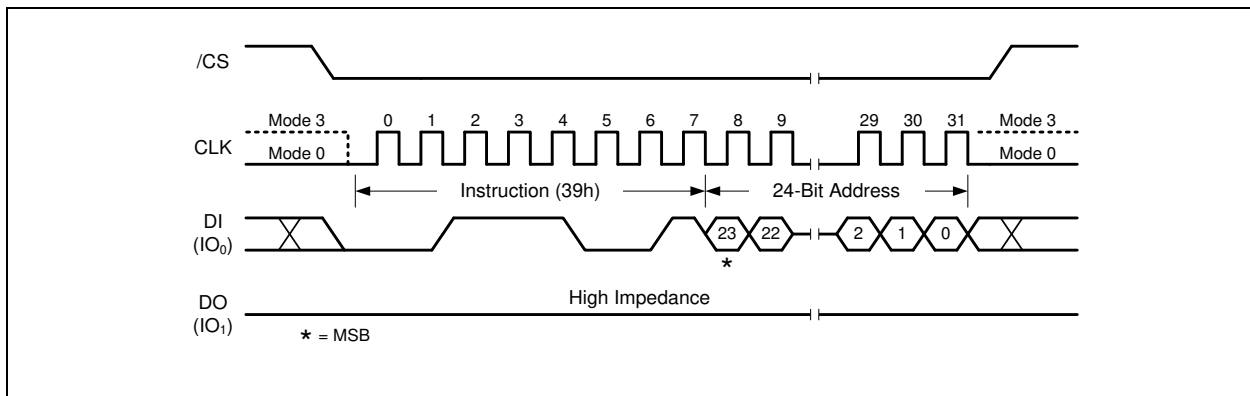 /CS
Mode 3 0 1 2 3 4 5 6 7 8 9 29 30 31 Mode 3
CLK
Mode 0 Mode 0
Instruction (39h) 24-Bit Address
DI
(IO₀)
23 22 2 1 0
*
DO
(IO₁)
High Impedance
* = MSB